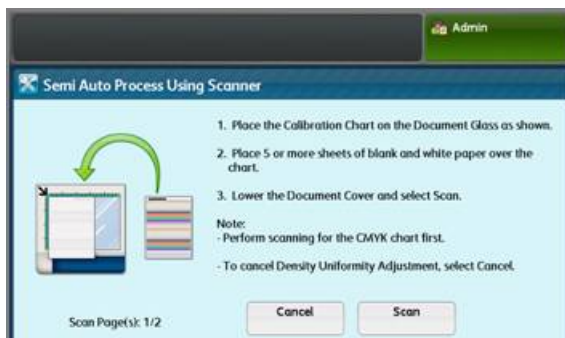 Admin
Semi Auto Process Using Scanner
1. Place the Calibration Chart on the Document Glass as shown.
2. Place 5 or more sheets of blank and white paper over the
chart.
3. Lower the Document Cover and select Scan.
Note:
- Perform scanning for the CMYK chart first.
- To cancel Density Uniformity Adjustment, select Cancel.
Scan Page(s): 1/2
Cancel
Scan